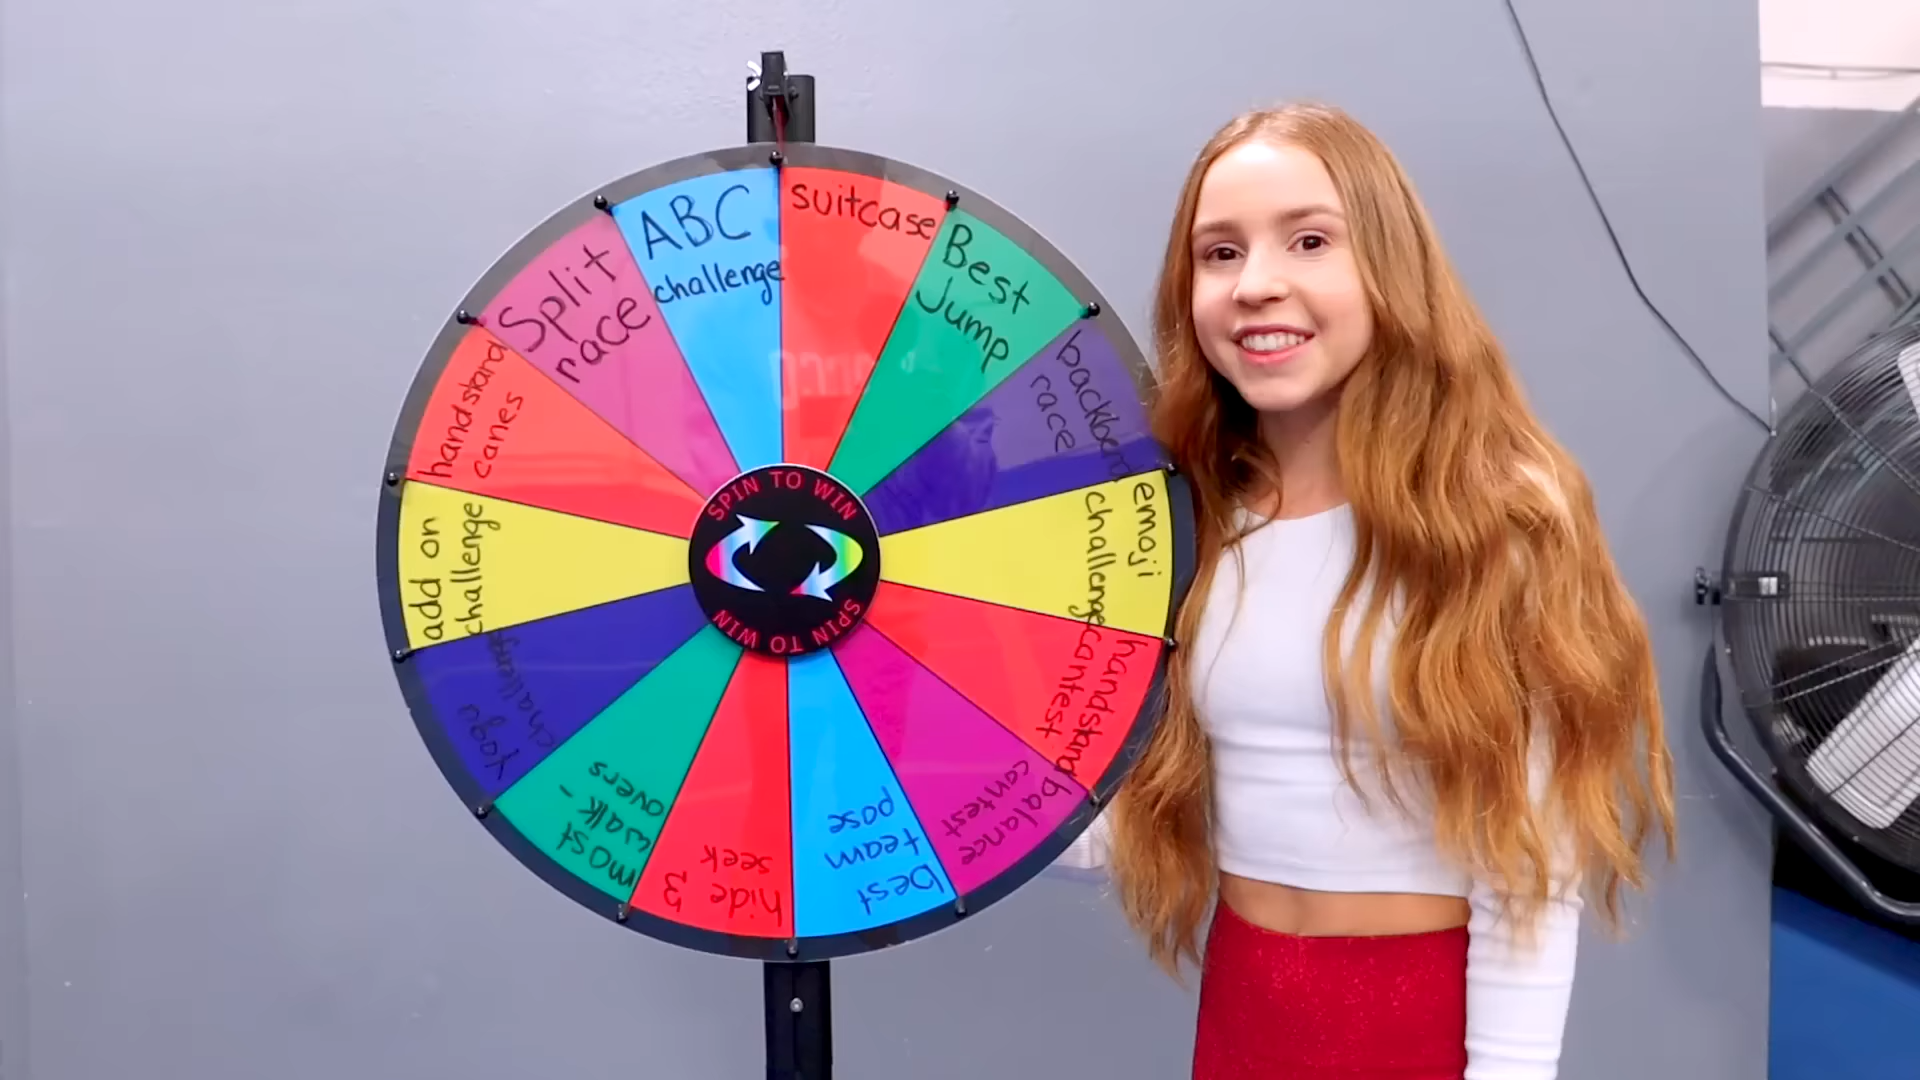 ABC
challenge
suitcase
Best
Jump
backbend
race
emoji
challenge
handstand
contest
balance
contest
best
team
pose
hide 3
seek
most
walk-
overs
Yoga
challenge
add on
challenge
handstand
canes
Split
race
SPIN TO WIN
SPIN TO WIN